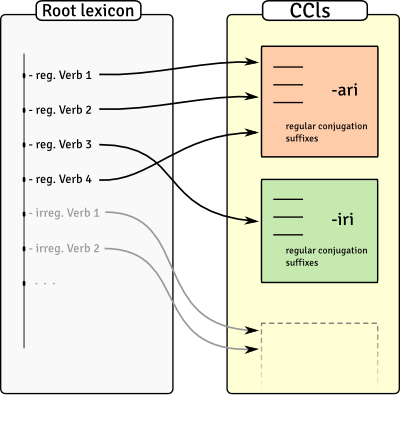 Root lexicon
CCls
- reg. Verb 1
- reg. Verb 2
- reg. Verb 3
- reg. Verb 4
- irreg. Verb 1
- irreg. Verb 2
. . .
-ari
regular conjugation
suffixes
-iri
regular conjugation
suffixes